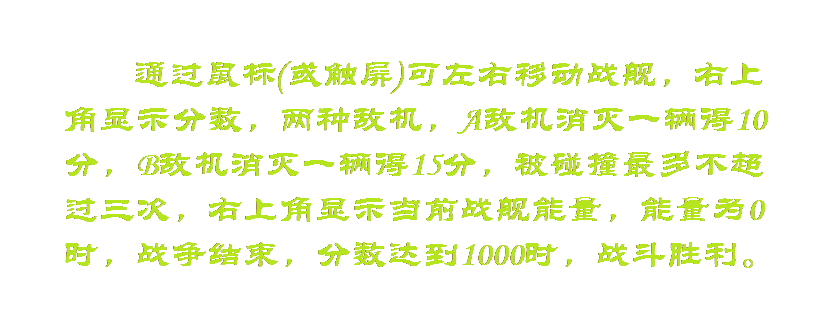 通过鼠标(或触屏)可左右移动战舰，右上
角显示分数，两种敌机，A敌机消灭一辆得10
分，B敌机消灭一辆得15分，被碰撞最多不超
过三次，右上角显示当前战舰能量，能量为0
时，战争结束，分数达到1000时，战斗胜利。